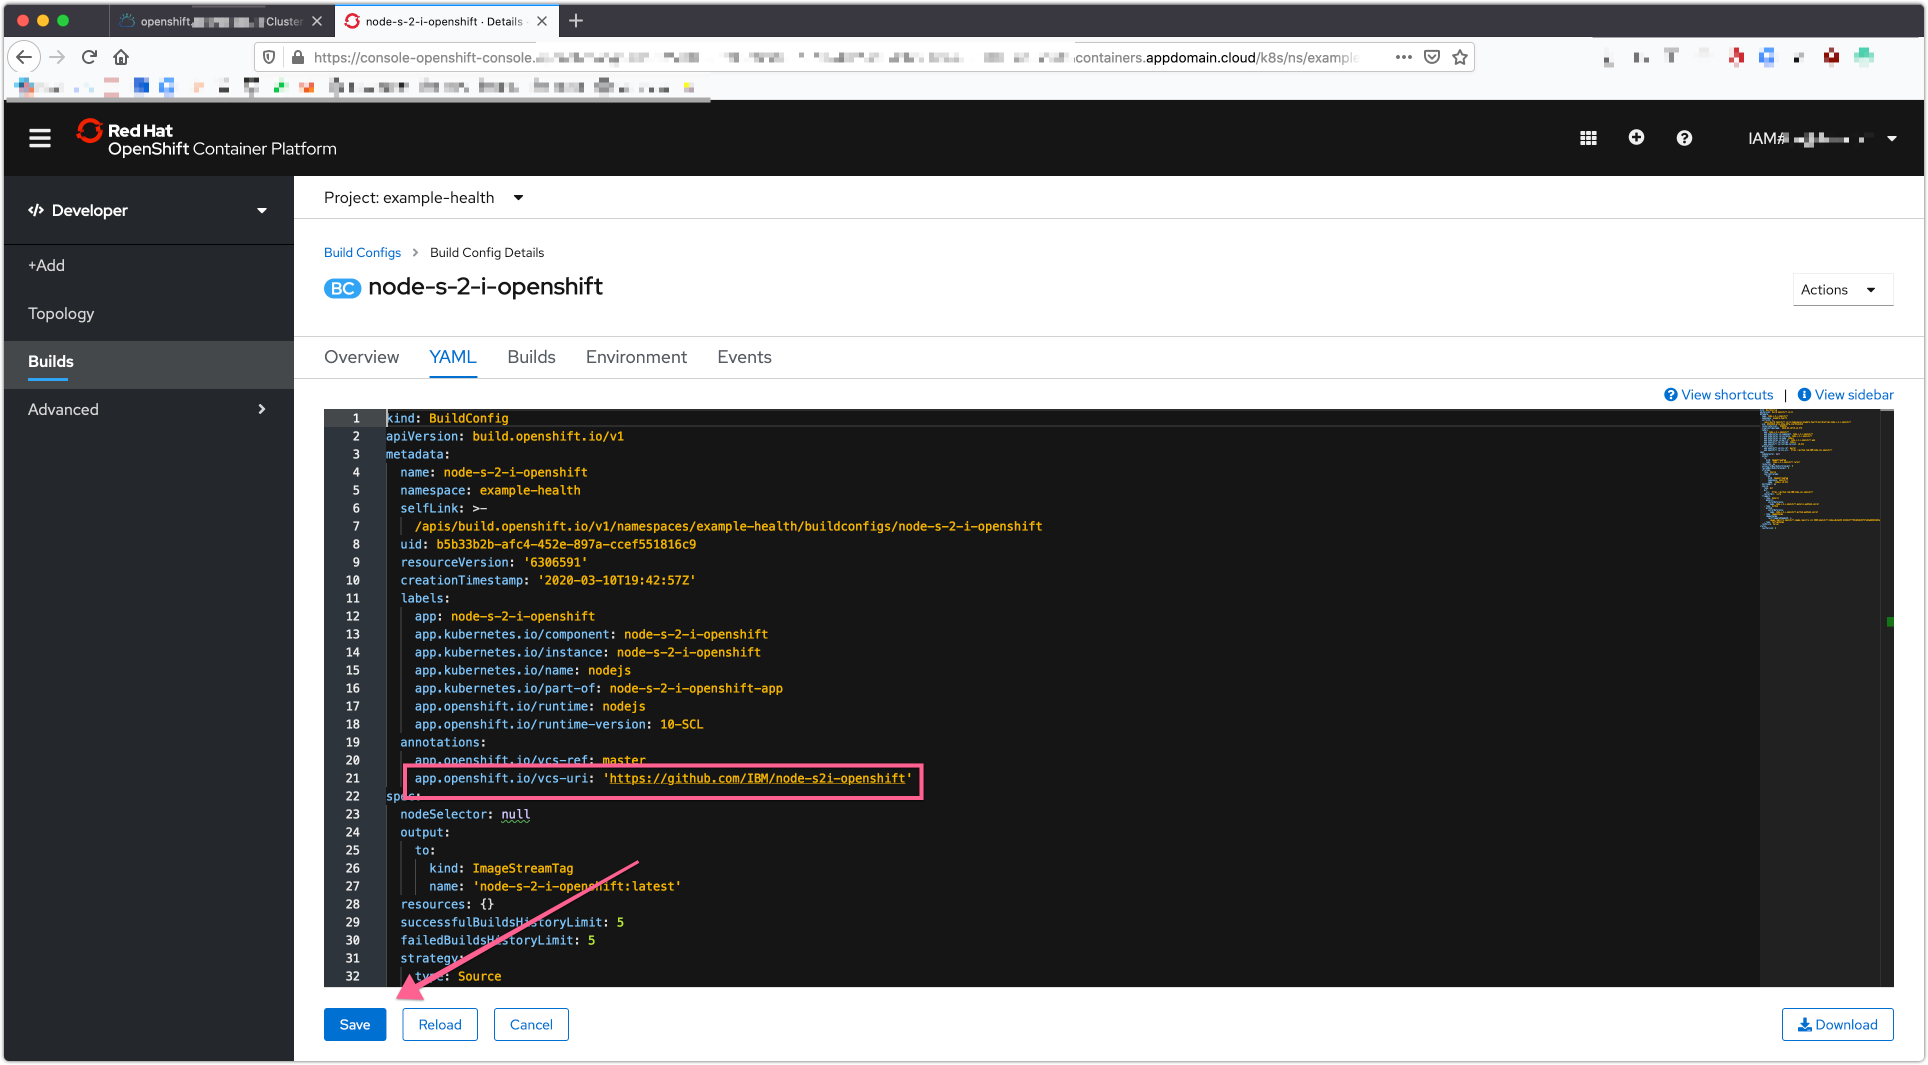 openshift. Cluster
node-s-2-i-openshift · Details
https://console-openshift-console. containers.appdomain.cloud/k8s/ns/example
Red Hat
OpenShift Container Platform
IAM#
Developer
Project: example-health
+Add
Topology
Builds
Advanced
Build Configs > Build Config Details
BC node-s-2-i-openshift
Actions
Overview YAML Builds Environment Events
View shortcuts | View sidebar
1 kind: BuildConfig
2 apiVersion: build.openshift.io/v1
3 metadata:
4 name: node-s-2-i-openshift
5 namespace: example-health
6 selfLink: >-
7 /apis/build.openshift.io/v1/namespaces/example-health/buildconfigs/node-s-2-i-openshift
8 uid: b5b33b2b-afc4-452e-897a-ccef551816c9
9 resourceVersion: '6306591'
10 creationTimestamp: '2020-03-10T19:42:57Z'
11 labels:
12 app: node-s-2-i-openshift
13 app.kubernetes.io/component: node-s-2-i-openshift
14 app.kubernetes.io/instance: node-s-2-i-openshift
15 app.kubernetes.io/name: nodejs
16 app.kubernetes.io/part-of: node-s-2-i-openshift-app
17 app.openshift.io/runtime: nodejs
18 app.openshift.io/runtime-version: 10-SCL
19 annotations:
20 app.openshift.io/vcs-ref: master
21 app.openshift.io/vcs-uri: 'https://github.com/IBM/node-s2i-openshift'
22 spec:
23 nodeSelector: null
24 output:
25 to:
26 kind: ImageStreamTag
27 name: 'node-s-2-i-openshift:latest'
28 resources: {}
29 successfulBuildsHistoryLimit: 5
30 failedBuildsHistoryLimit: 5
31 strategy:
32 type: Source
Save Reload Cancel
Download